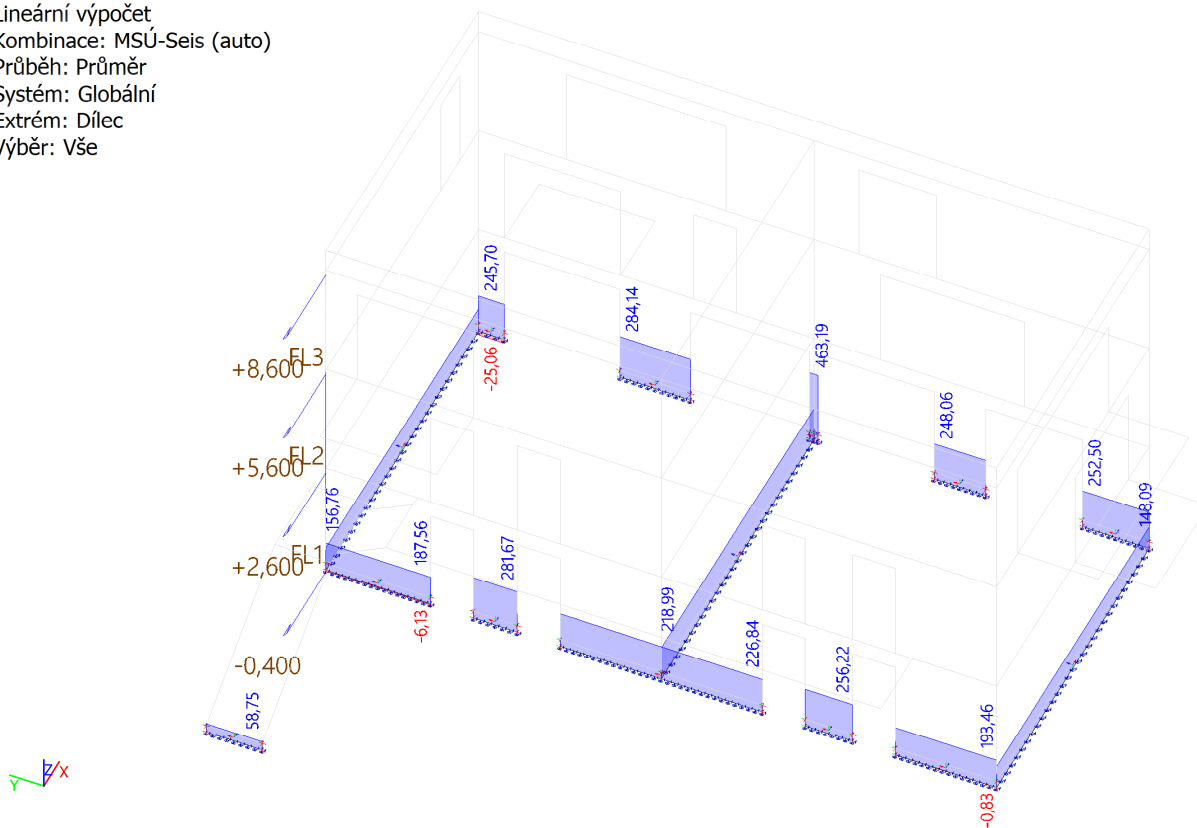 Lineární výpočet
Kombinace: MSÚ-Seis (auto)
Průběh: Průměr
Systém: Globální
Extrém: Dílec
Výběr: Vše
245,70
284,14
-25,06
463,19
FL3
+8,600
248,06
252,50
FL2
+5,600
156,76
148,09
187,56
281,67
FL1
+2,600
-6,13
218,99
226,84
256,22
-0,400
58,75
193,46
-0,83
Z
X
Y